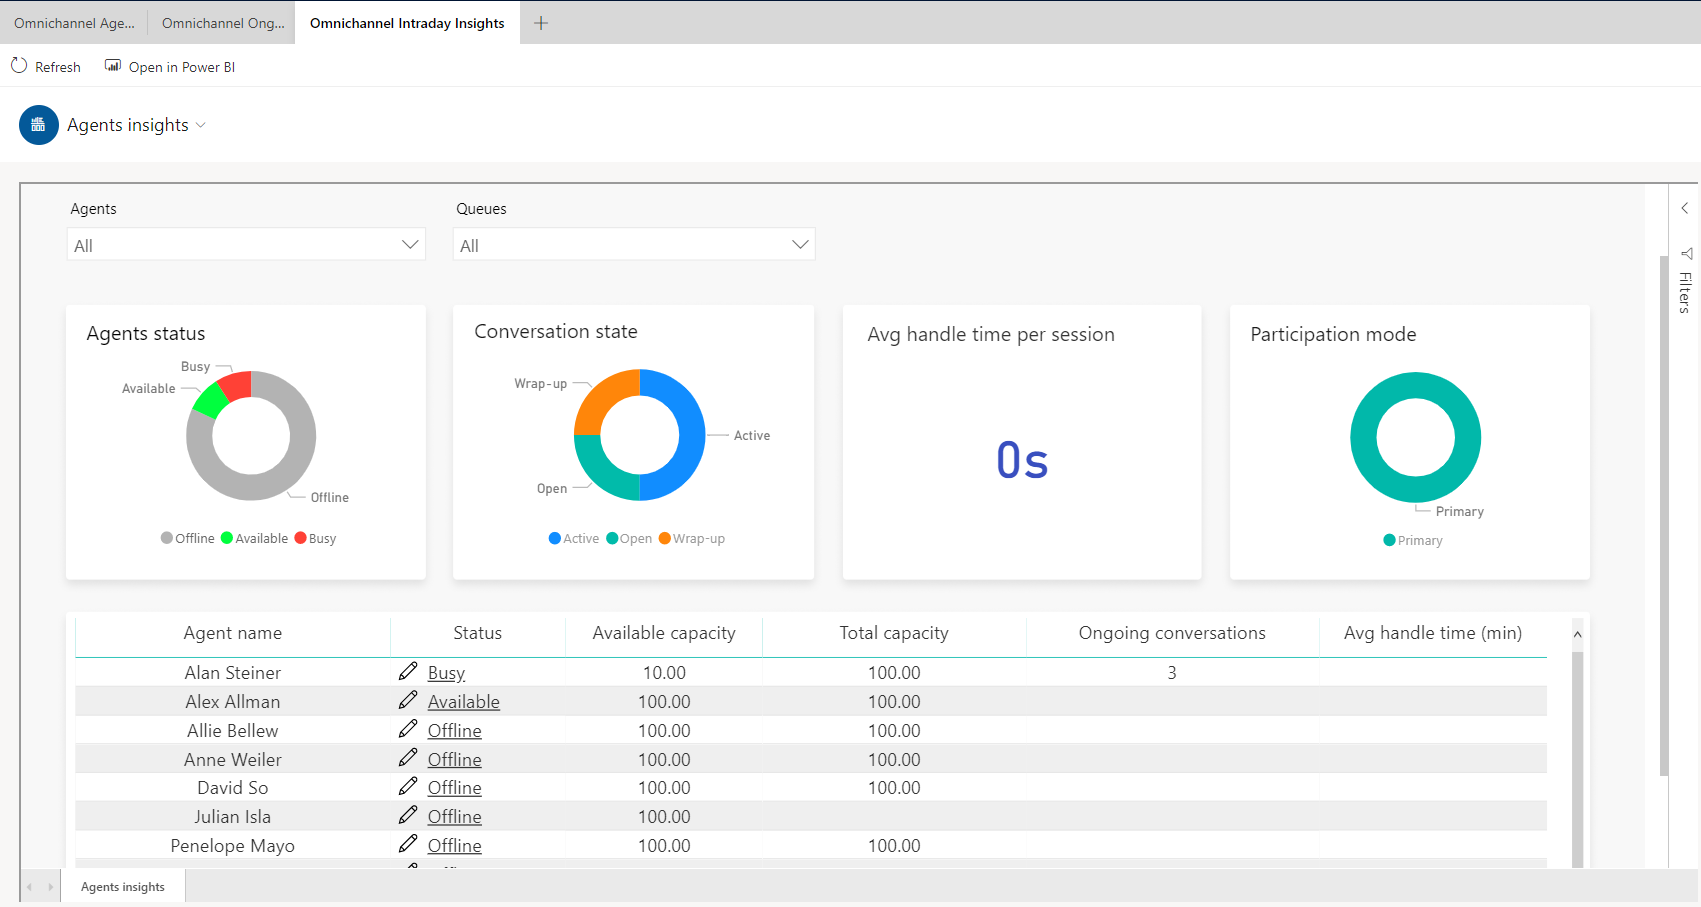 Omnichannel Age... Omnichannel Ong... Omnichannel Intraday Insights
Refresh Open in Power BI
Agents insights
Agents Queues
All All
Filters
Agents status
Busy
Available
Offline
Offline Available Busy
Conversation state
Wrap-up
Active
Open
Active Open Wrap-up
Avg handle time per session
0s
Participation mode
Primary
Primary
Agent name Status Available capacity Total capacity Ongoing conversations Avg handle time (min)
Alan Steiner Busy 10.00 100.00 3
Alex Allman Available 100.00 100.00
Allie Bellew Offline 100.00 100.00
Anne Weiler Offline 100.00 100.00
David So Offline 100.00 100.00
Julian Isla Offline 100.00
Penelope Mayo Offline 100.00 100.00
Agents insights